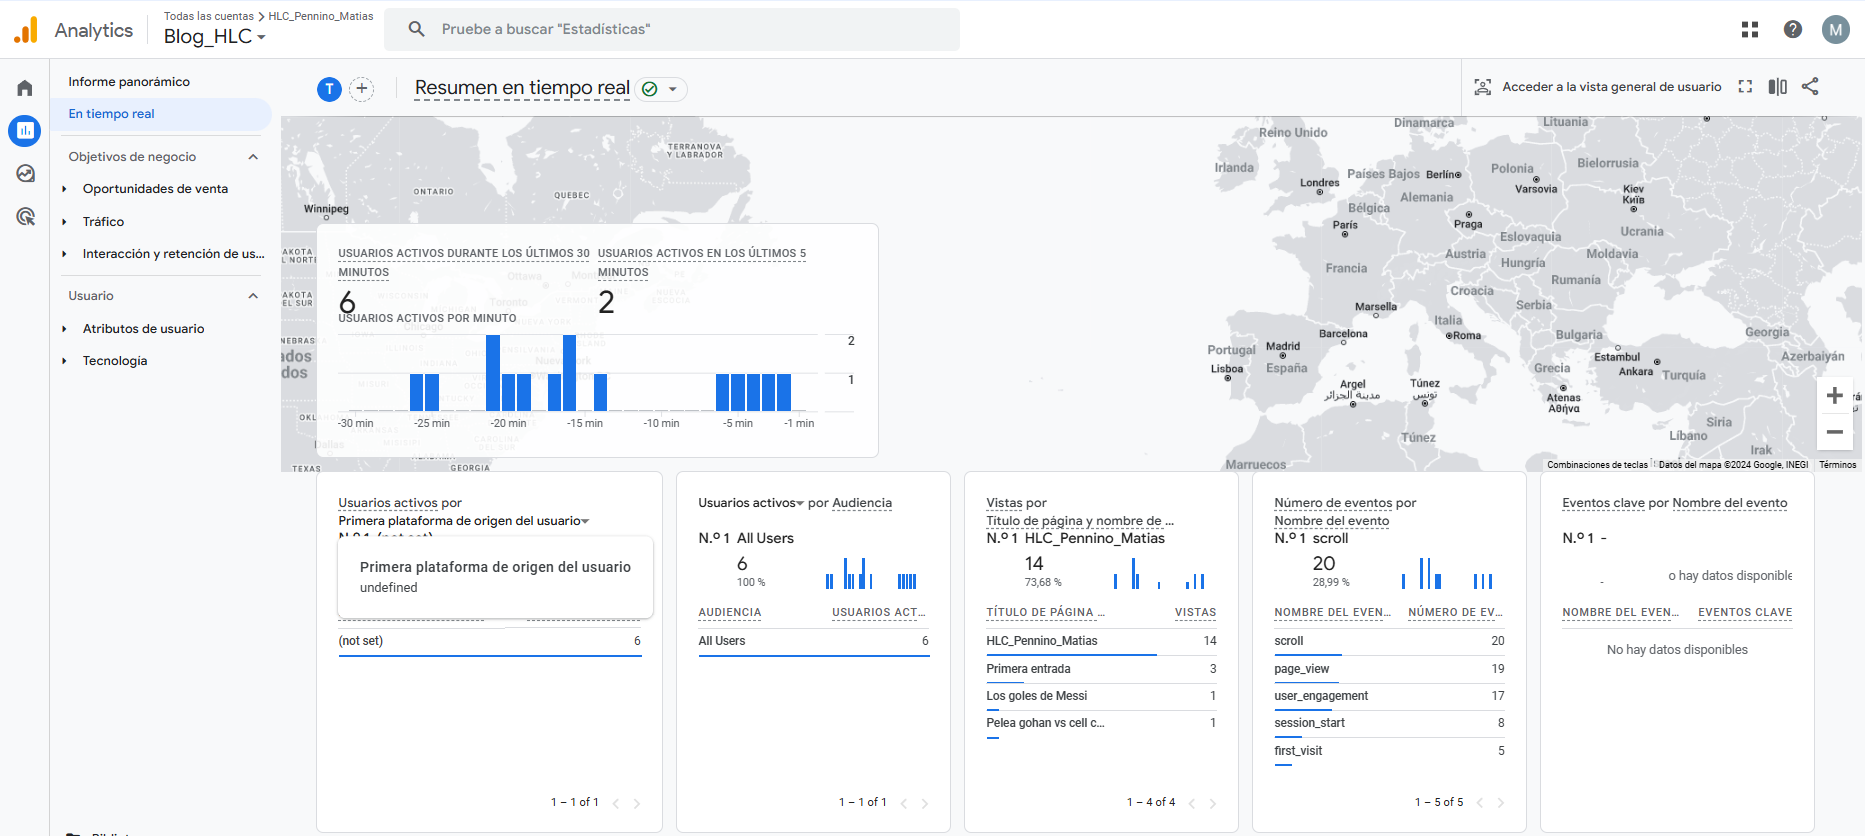 Analytics
Todas las cuentas > HLC_Pennino_Matias
Blog_HLC
Pruebe a buscar "Estadísticas"
M
Informe panorámico
En tiempo real
Objetivos de negocio
Oportunidades de venta
Tráfico
Interacción y retención de us...
Usuario
Atributos de usuario
Tecnología
T
Resumen en tiempo real
Acceder a la vista general de usuario
TERRANOVA
Y LABRADOR
ONTARIO
QUEBEC
Winnipeg
Reino Unido
Irlanda
Londres
Dinamarca
Lituania
Países Bajos
Berlín
Polonia
Varsovia
Bielorrusia
Alemania
Bélgica
Kiev
Київ
París
Praga
Ucrania
Eslovaquia
Austria
Hungría
Moldavia
Francia
Rumanía
Croacia
Serbia
Marsella
Italia
Barcelona
Roma
Bulgaria
Georgia
Portugal
Madrid
España
Lisboa
Estambul
Ankara
Azerbaiyán
Grecia
Turquía
Argel
مدينة الجزائر
Túnez
تونس
Atenas
Αθήνα
Siria
Túnez
Líbano
Irak
Marruecos
TEXAS
GEORGIA
Dallas
USUARIOS ACTIVOS DURANTE LOS ÚLTIMOS 30
MINUTOS
6
USUARIOS ACTIVOS EN LOS ÚLTIMOS 5
MINUTOS
2
USUARIOS ACTIVOS POR MINUTO
2
1
-30 min
-25 min
-20 min
-15 min
-10 min
-5 min
-1 min
Combinaciones de teclas
Datos del mapa ©2024 Google, INEGI
Términos
Usuarios activos por
Primera plataforma de origen del usuario
N.º 1 (not set)
Primera plataforma de origen del usuario
undefined
(not set) 6
1 – 1 of 1
Usuarios activos por Audiencia
N.º 1 All Users
6
100 %
AUDIENCIA USUARIOS ACT...
All Users 6
1 – 1 of 1
Vistas por
Título de página y nombre de ...
N.º 1 HLC_Pennino_Matias
14
73,68 %
TÍTULO DE PÁGINA ... VISTAS
HLC_Pennino_Matias 14
Primera entrada 3
Los goles de Messi 1
Pelea gohan vs cell c... 1
1 – 4 of 4
Número de eventos por
Nombre del evento
N.º 1 scroll
20
28,99 %
NOMBRE DEL EVEN... NÚMERO DE EV...
scroll 20
page_view 19
user_engagement 17
session_start 8
first_visit 5
1 – 5 of 5
Eventos clave por Nombre del evento
N.º 1 -
-
o hay datos disponible
NOMBRE DEL EVEN... EVENTOS CLAVE
No hay datos disponibles